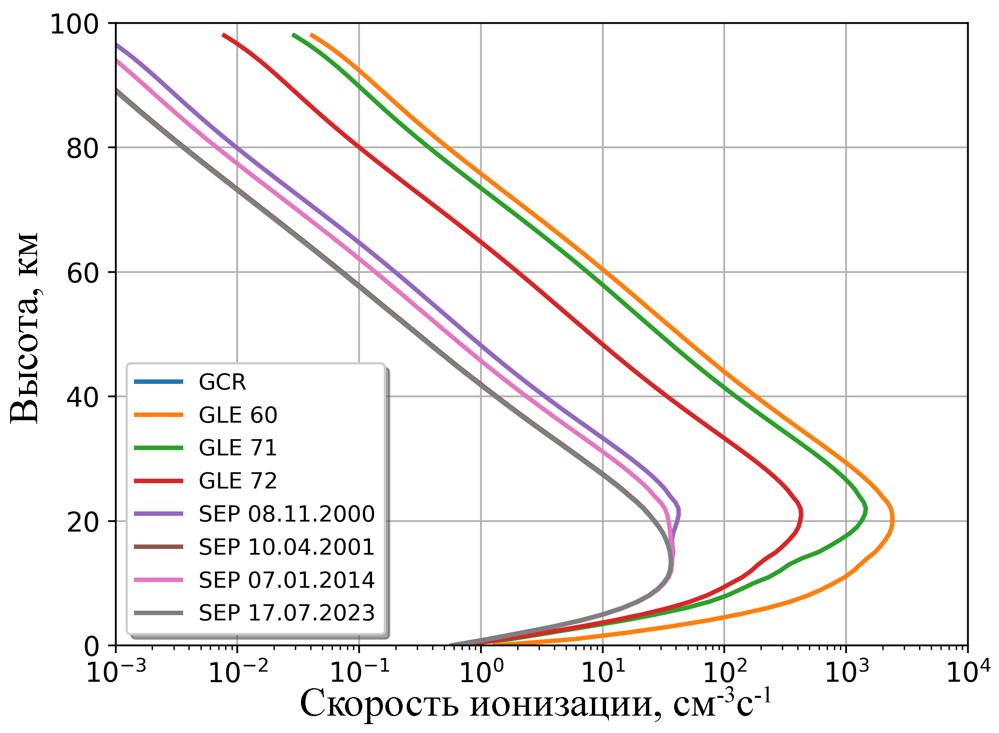 100
80
60
40
20
0
Высота, км
GCR
GLE 60
GLE 71
GLE 72
SEP 08.11.2000
SEP 10.04.2001
SEP 07.01.2014
SEP 17.07.2023
10⁻³ 10⁻² 10⁻¹ 10⁰ 10¹ 10² 10³ 10⁴
Скорость ионизации, см⁻³с⁻¹